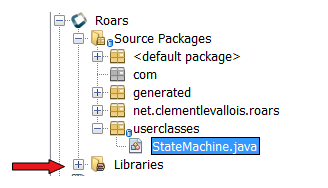 Roars
Source Packages
<default package>
com
generated
net.clementlevallois.roars
userclasses
StateMachine.java
Libraries